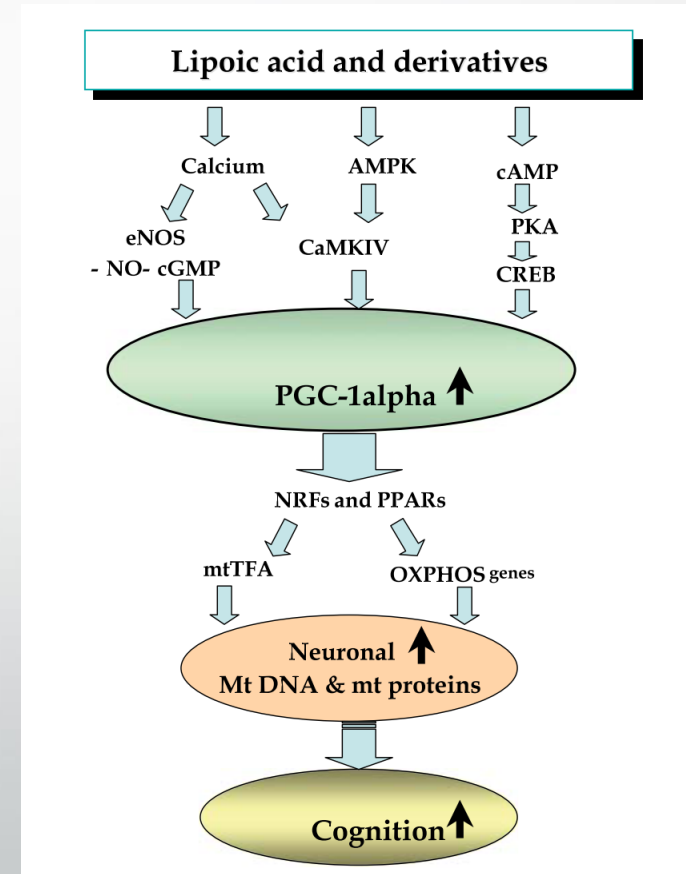 Lipoic acid and derivatives
Calcium
AMPK
cAMP
eNOS
- NO- cGMP
CaMKIV
PKA
CREB
PGC-1alpha
NRFs and PPARs
mtTFA
OXPHOS genes
Neuronal
Mt DNA & mt proteins
Cognition